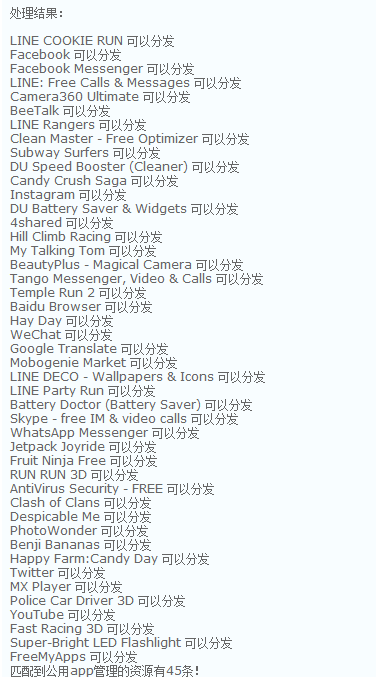 处理结果:
LINE COOKIE RUN 可以分发
Facebook 可以分发
Facebook Messenger 可以分发
LINE: Free Calls & Messages 可以分发
Camera360 Ultimate 可以分发
BeeTalk 可以分发
LINE Rangers 可以分发
Clean Master - Free Optimizer 可以分发
Subway Surfers 可以分发
DU Speed Booster (Cleaner) 可以分发
Candy Crush Saga 可以分发
Instagram 可以分发
DU Battery Saver & Widgets 可以分发
4shared 可以分发
Hill Climb Racing 可以分发
My Talking Tom 可以分发
BeautyPlus - Magical Camera 可以分发
Tango Messenger, Video & Calls 可以分发
Temple Run 2 可以分发
Baidu Browser 可以分发
Hay Day 可以分发
WeChat 可以分发
Google Translate 可以分发
Mobogenie Market 可以分发
LINE DECO - Wallpapers & Icons 可以分发
LINE Party Run 可以分发
Battery Doctor (Battery Saver) 可以分发
Skype - free IM & video calls 可以分发
WhatsApp Messenger 可以分发
Jetpack Joyride 可以分发
Fruit Ninja Free 可以分发
RUN RUN 3D 可以分发
AntiVirus Security - FREE 可以分发
Clash of Clans 可以分发
Despicable Me 可以分发
PhotoWonder 可以分发
Benji Bananas 可以分发
Happy Farm:Candy Day 可以分发
Twitter 可以分发
MX Player 可以分发
Police Car Driver 3D 可以分发
YouTube 可以分发
Fast Racing 3D 可以分发
Super-Bright LED Flashlight 可以分发
FreeMyApps 可以分发
匹配到公用app管理的资源有45条!